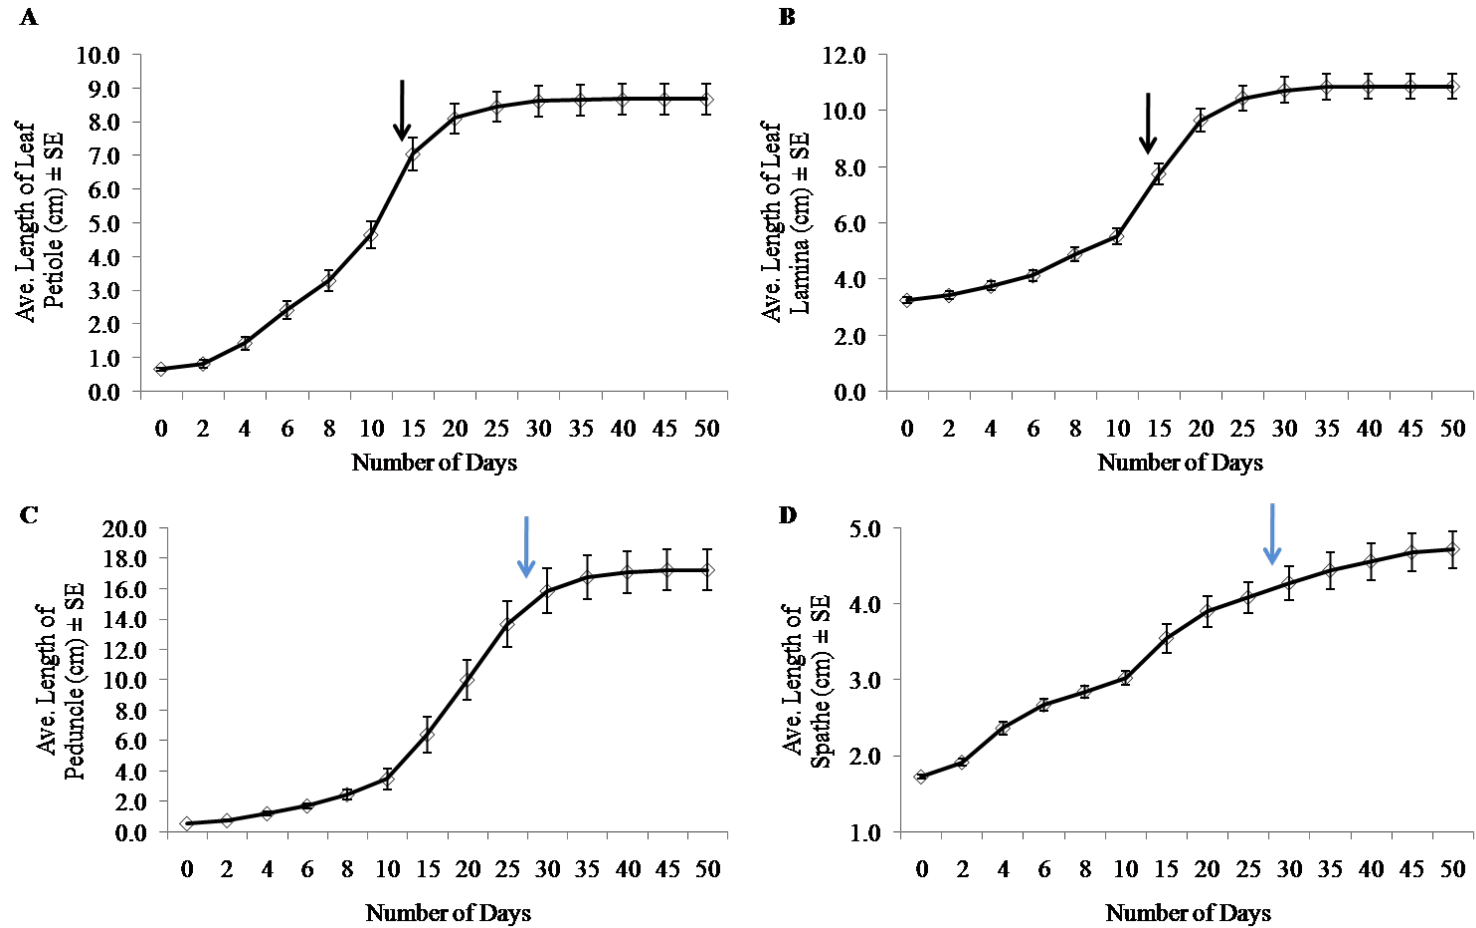 A
10.0
9.0
8.0
7.0
6.0
5.0
4.0
3.0
2.0
1.0
0.0
Ave. Length of Leaf
Petiole (cm) ± SE
0 2 4 6 8 10 15 20 25 30 35 40 45 50
Number of Days
B
12.0
10.0
8.0
6.0
4.0
2.0
0.0
Ave. Length of Leaf
Lamina (cm) ± SE
0 2 4 6 8 10 15 20 25 30 35 40 45 50
Number of Days
C
20.0
18.0
16.0
14.0
12.0
10.0
8.0
6.0
4.0
2.0
0.0
Ave. Length of
Peduncle (cm) ± SE
0 2 4 6 8 10 15 20 25 30 35 40 45 50
Number of Days
D
5.0
4.0
3.0
2.0
1.0
Ave. Length of
Spathe (cm) ± SE
0 2 4 6 8 10 15 20 25 30 35 40 45 50
Number of Days